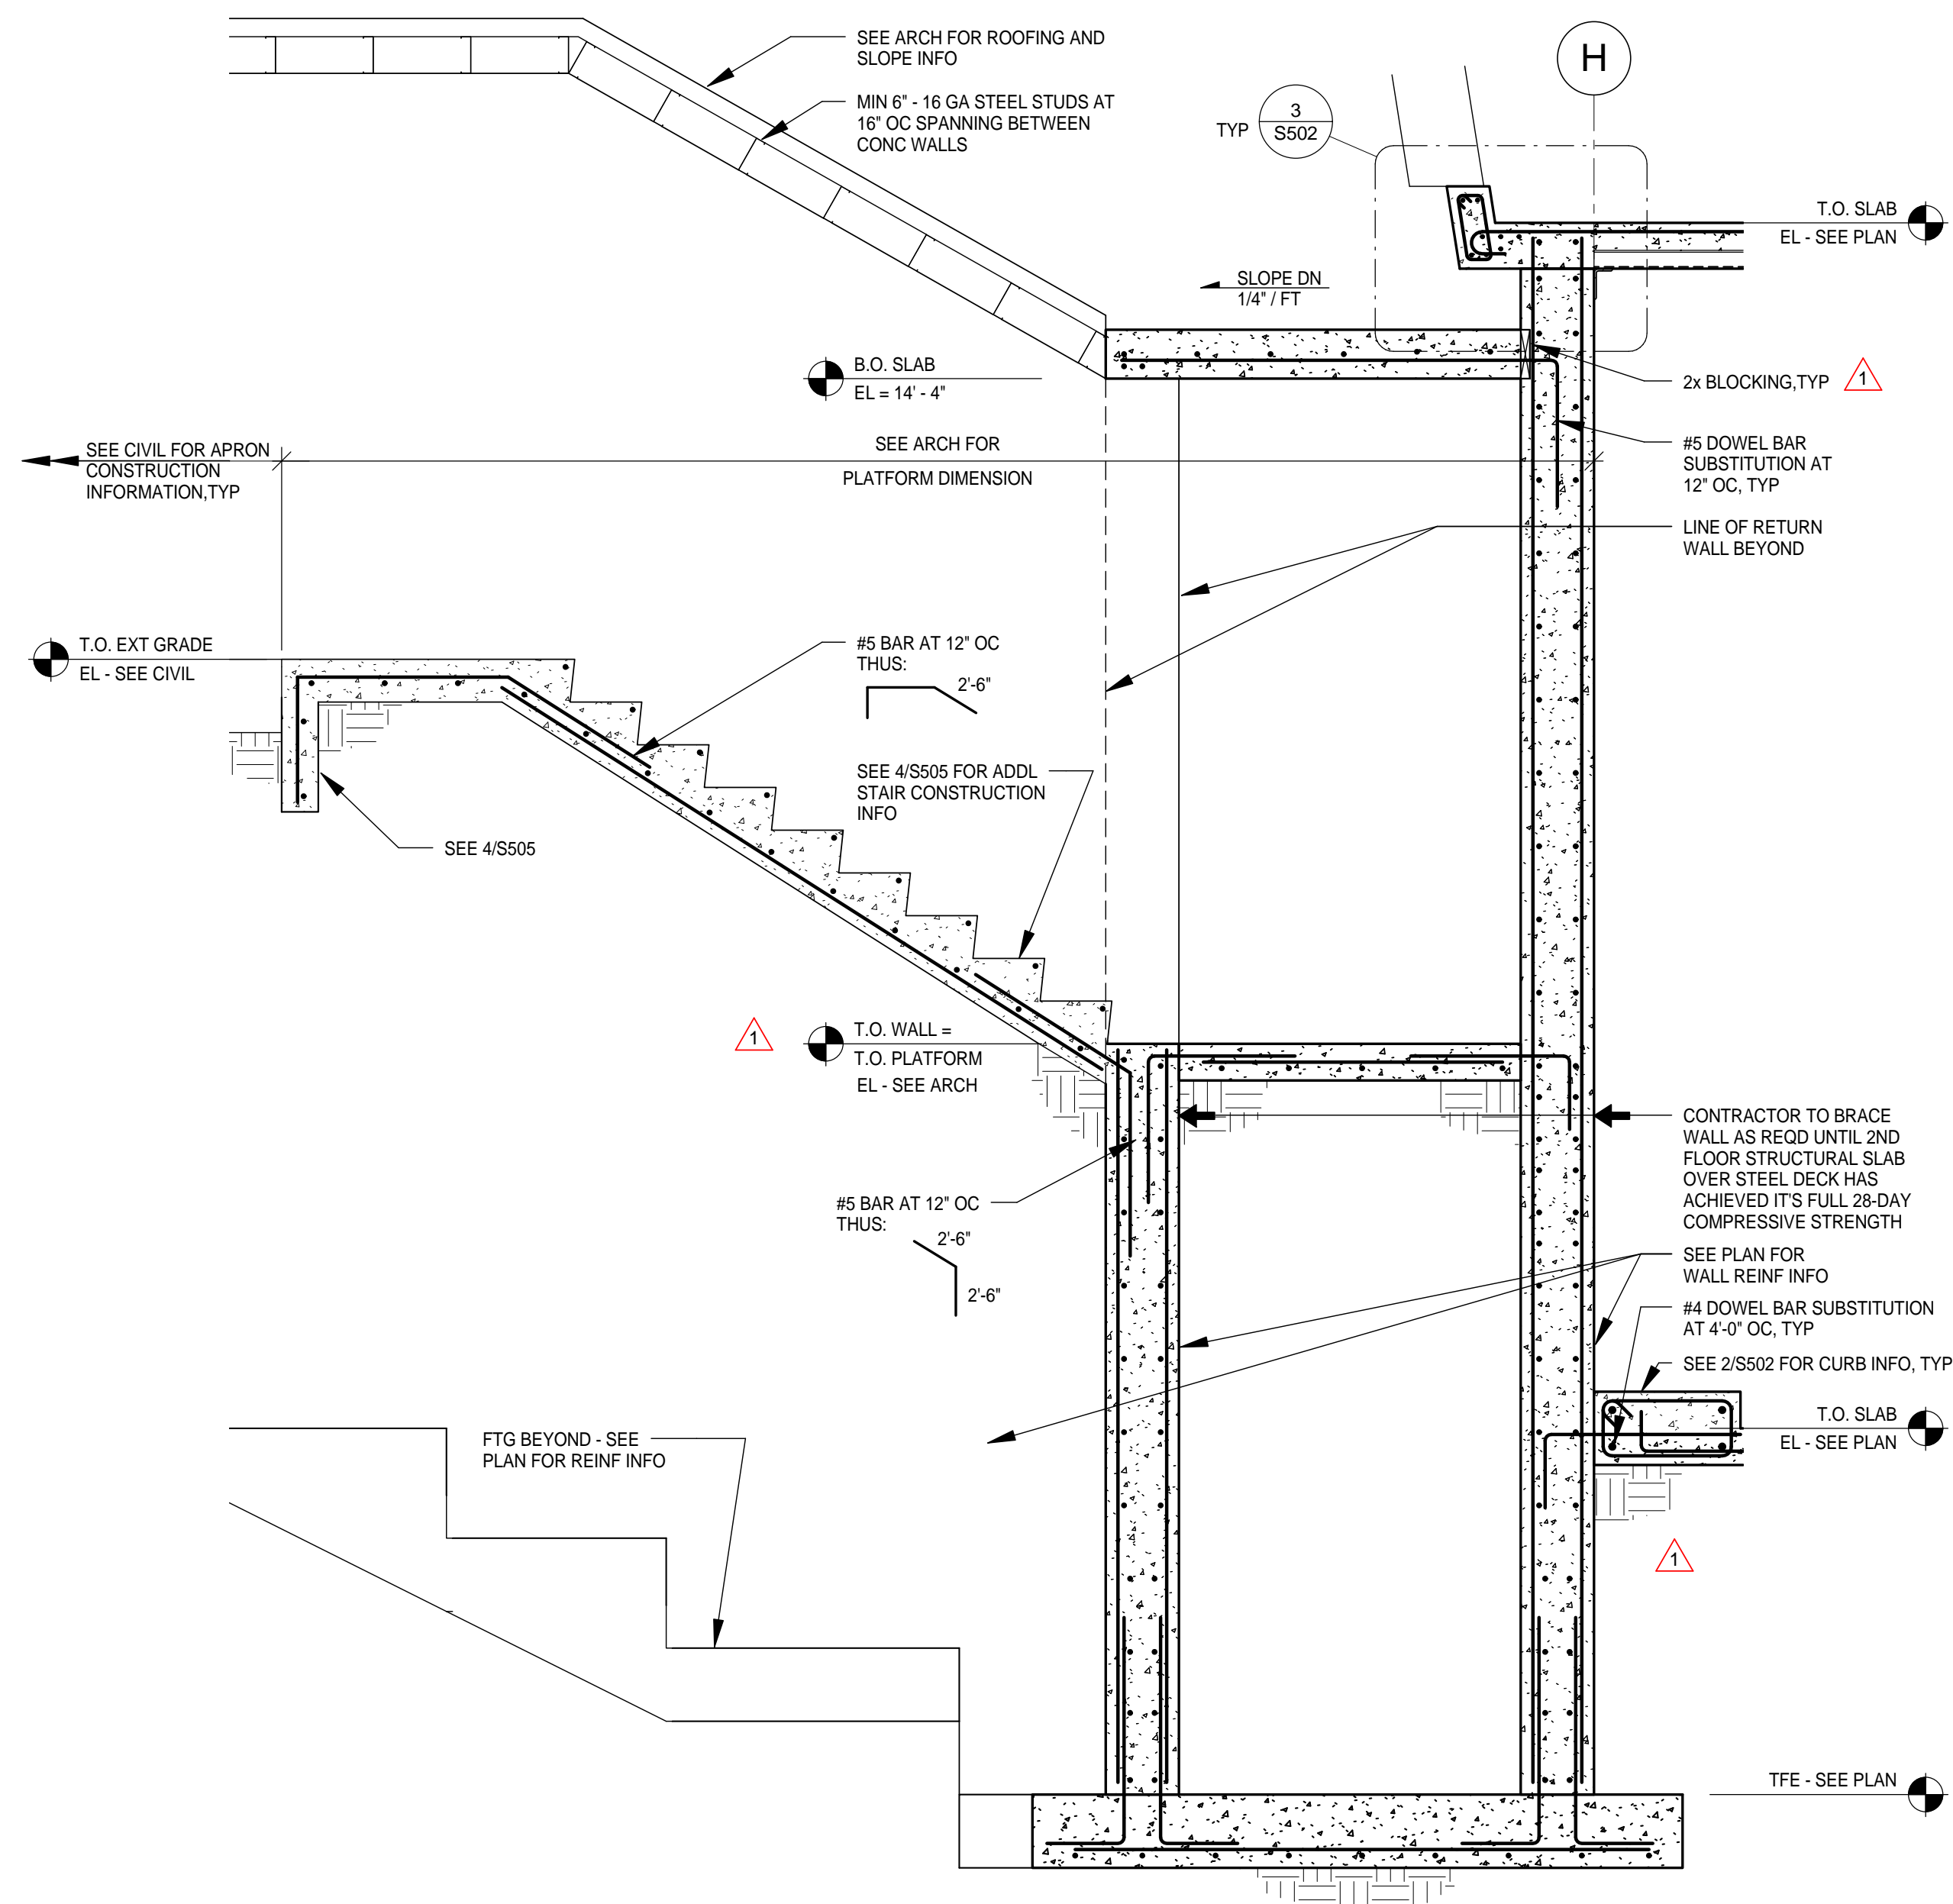 SEE ARCH FOR ROOFING AND
SLOPE INFO
MIN 6" - 16 GA STEEL STUDS AT
16" OC SPANNING BETWEEN
CONC WALLS
H
TYP
3
S502
T.O. SLAB
EL - SEE PLAN
SLOPE DN
1/4" / FT
B.O. SLAB
EL = 14' - 4"
2x BLOCKING,TYP
1
#5 DOWEL BAR
SUBSTITUTION AT
12" OC, TYP
SEE CIVIL FOR APRON
CONSTRUCTION
INFORMATION,TYP
SEE ARCH FOR
PLATFORM DIMENSION
LINE OF RETURN
WALL BEYOND
T.O. EXT GRADE
EL - SEE CIVIL
#5 BAR AT 12" OC
THUS:
2'-6"
SEE 4/S505 FOR ADDL
STAIR CONSTRUCTION
INFO
SEE 4/S505
1
T.O. WALL =
T.O. PLATFORM
EL - SEE ARCH
CONTRACTOR TO BRACE
WALL AS REQD UNTIL 2ND
FLOOR STRUCTURAL SLAB
OVER STEEL DECK HAS
ACHIEVED IT'S FULL 28-DAY
COMPRESSIVE STRENGTH
#5 BAR AT 12" OC
THUS:
2'-6"
2'-6"
SEE PLAN FOR
WALL REINF INFO
#4 DOWEL BAR SUBSTITUTION
AT 4'-0" OC, TYP
SEE 2/S502 FOR CURB INFO, TYP
T.O. SLAB
EL - SEE PLAN
FTG BEYOND - SEE
PLAN FOR REINF INFO
1
TFE - SEE PLAN